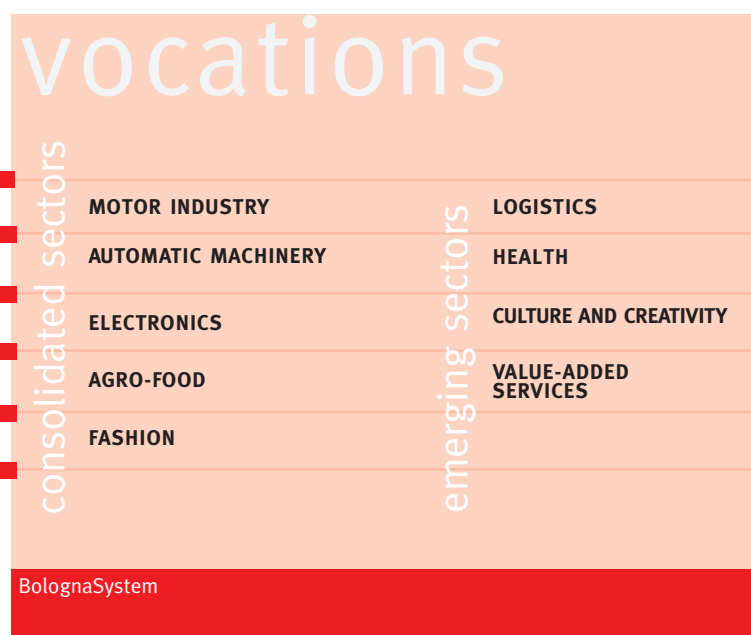 vocations
consolidated sectors
MOTOR INDUSTRY
AUTOMATIC MACHINERY
ELECTRONICS
AGRO-FOOD
FASHION
emerging sectors
LOGISTICS
HEALTH
CULTURE AND CREATIVITY
VALUE-ADDED
SERVICES
BolognaSystem